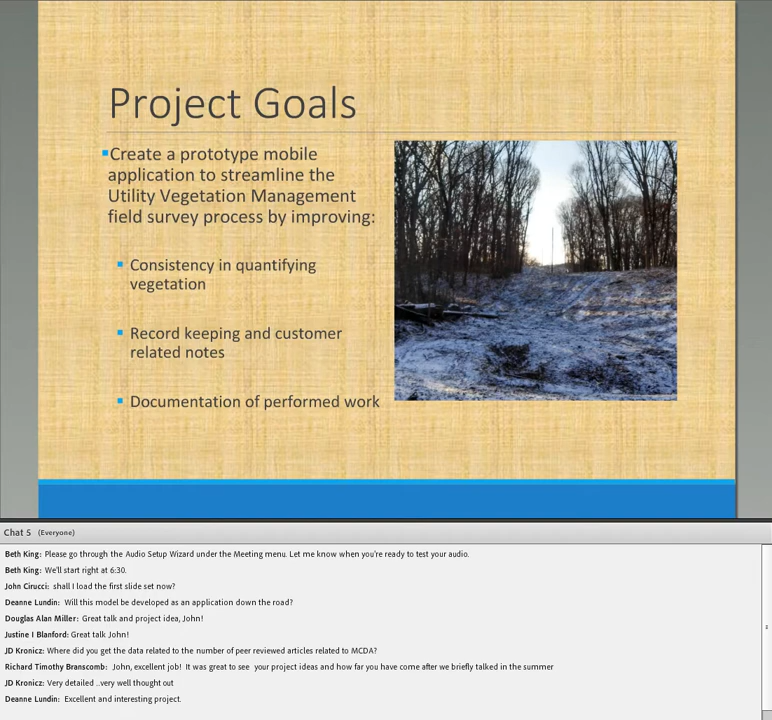 Project Goals
Create a prototype mobile
application to streamline the
Utility Vegetation Management
field survey process by improving:
Consistency in quantifying
vegetation
Record keeping and customer
related notes
Documentation of performed work
Chat 5 (Everyone)
Beth King: Please go through the Audio Setup Wizard under the Meeting menu. Let me know when you're ready to test your audio.
Beth King: We'll start right at 6:30.
John Cirucci: shall I load the first slide set now?
Deanne Lundin: Will this model be developed as an application down the road?
Douglas Alan Miller: Great talk and project idea, John!
Justine I Blanford: Great talk John!
JD Kronicz: Where did you get the data related to the number of peer reviewed articles related to MCDA?
Richard Timothy Branscomb: John, excellent job! It was great to see your project ideas and how far you have come after we briefly talked in the summer
JD Kronicz: Very detailed ..very well thought out
Deanne Lundin: Excellent and interesting project.